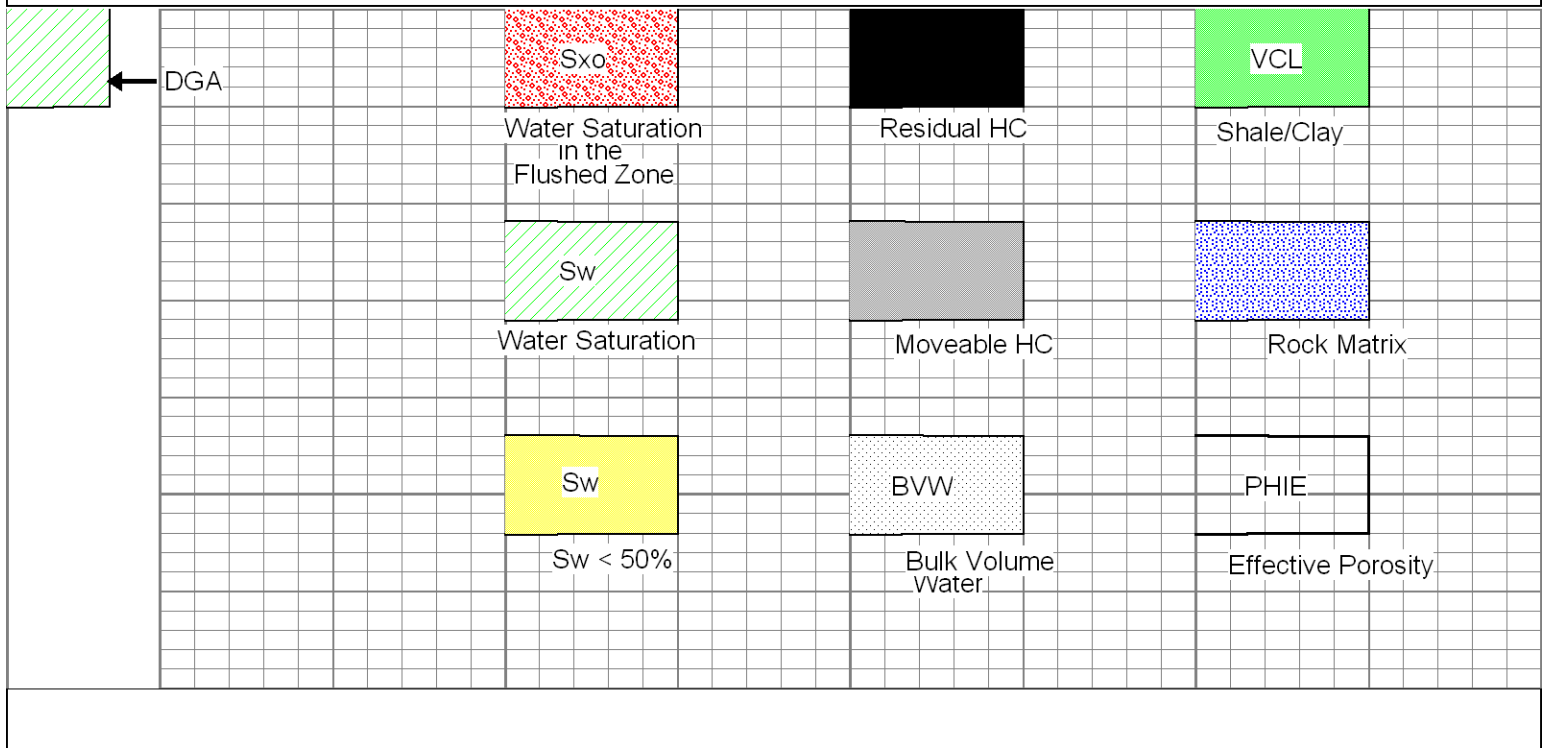 DGA
Sxo
Water Saturation
in the
Flushed Zone
Residual HC
VCL
Shale/Clay
Sw
Water Saturation
Moveable HC
Rock Matrix
Sw
Sw < 50%
BVW
Bulk Volume
Water
PHIE
Effective Porosity